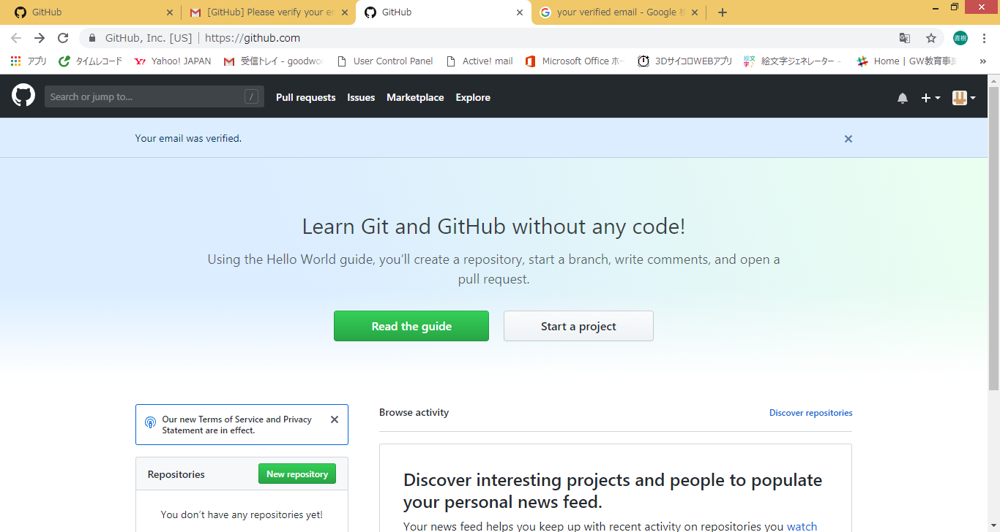 GitHub
[GitHub] Please verify your
GitHub
your verified email - Google
GitHub, Inc. [US] | https://github.com
直樹
アプリ
タイムレコード
Yahoo! JAPAN
受信トレイ - goodwo
User Control Panel
Active! mail
Microsoft Office ホー
3DサイコロWEBアプリ
絵文字
絵文字ジェネレーター -
Home | GW教育事業
»
Search or jump to...
/
Pull requests
Issues
Marketplace
Explore
Your email was verified.
Learn Git and GitHub without any code!
Using the Hello World guide, you’ll create a repository, start a branch, write comments, and open a
pull request.
Read the guide
Start a project
Our new Terms of Service and Privacy
Statement are in effect.
Browse activity
Discover repositories
Repositories
New repository
You don’t have any repositories yet!
Discover interesting projects and people to populate
your personal news feed.
Your news feed helps you keep up with recent activity on repositories you watch